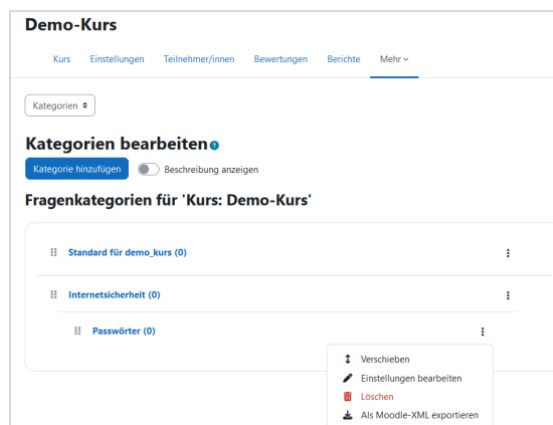 Demo-Kurs
Kurs Einstellungen Teilnehmer/innen Bewertungen Berichte Mehr
Kategorien
Kategorien bearbeiten
Kategorie hinzufügen Beschreibung anzeigen
Fragenkategorien für 'Kurs: Demo-Kurs'
Standard für demo_kurs (0)
Internetsicherheit (0)
Passwörter (0)
Verschieben
Einstellungen bearbeiten
Löschen
Als Moodle-XML exportieren